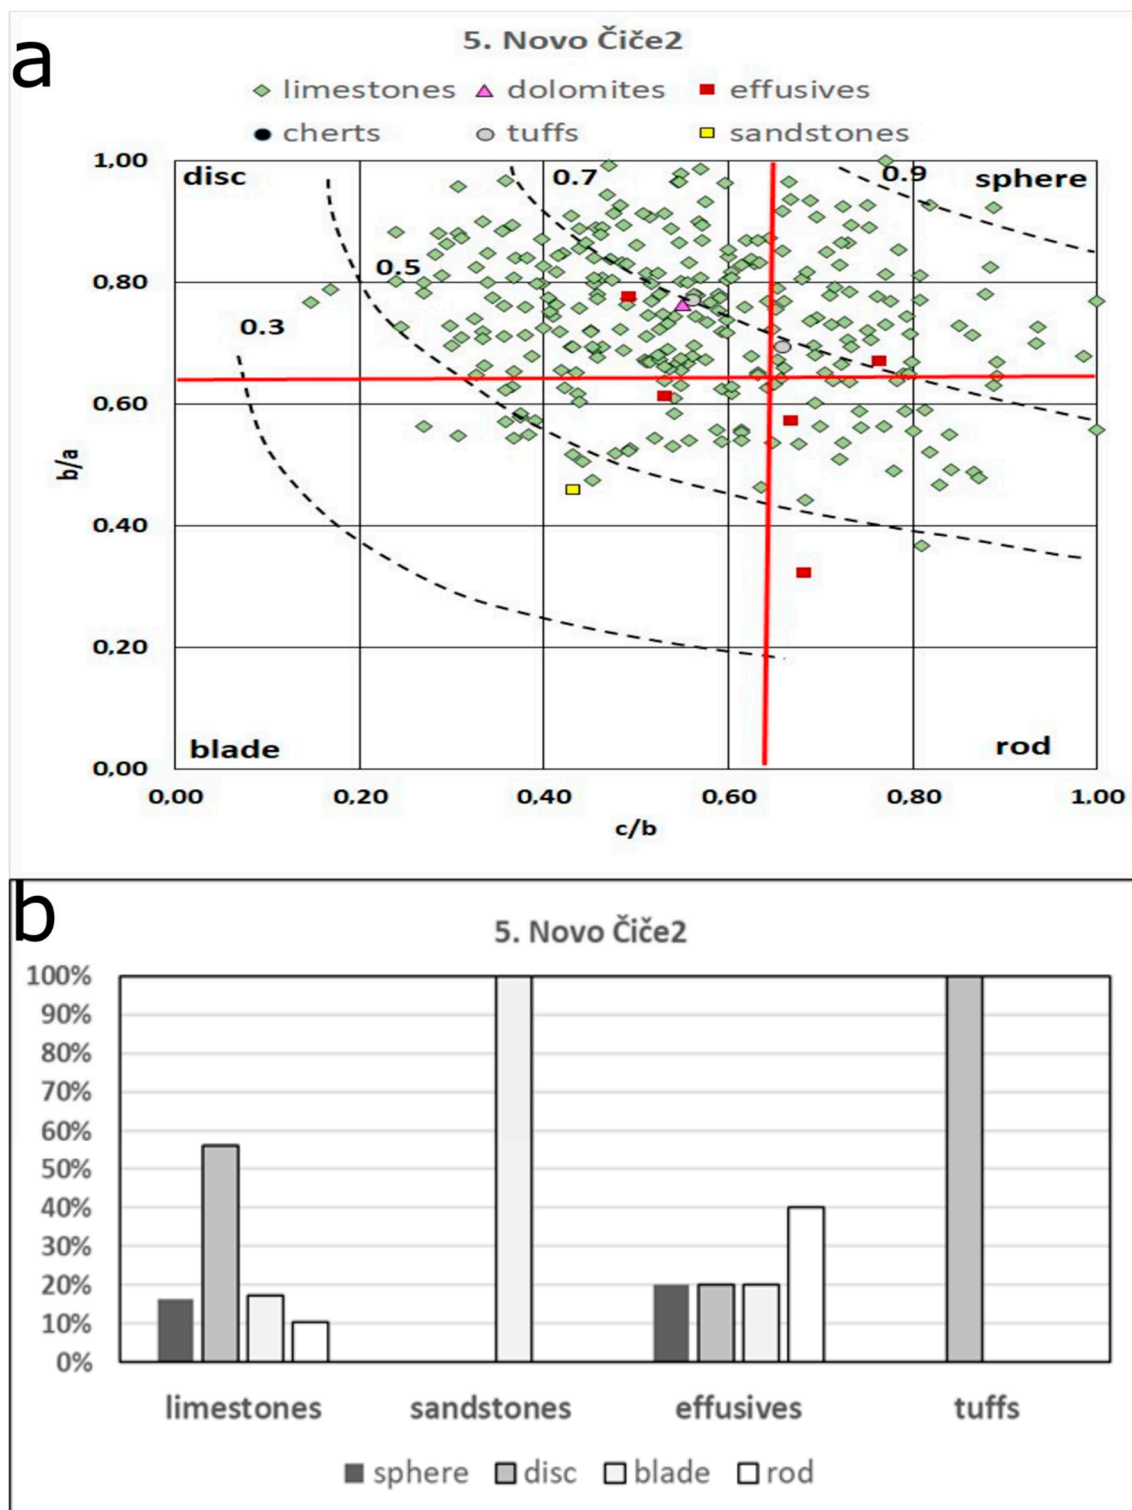 a
5. Novo Čiče2
limestones dolomites effusives
cherts tuffs sandstones
1,00
disc 0.7 0.9 sphere
0.5
0,80
0.3
0,60
b/a
0,40
0,20
blade rod
0,00
0,00 0,20 0,40 0,60 0,80 1,00
c/b
b
5. Novo Čiče2
100%
90%
80%
70%
60%
50%
40%
30%
20%
10%
0%
limestones sandstones effusives tuffs
sphere disc blade rod